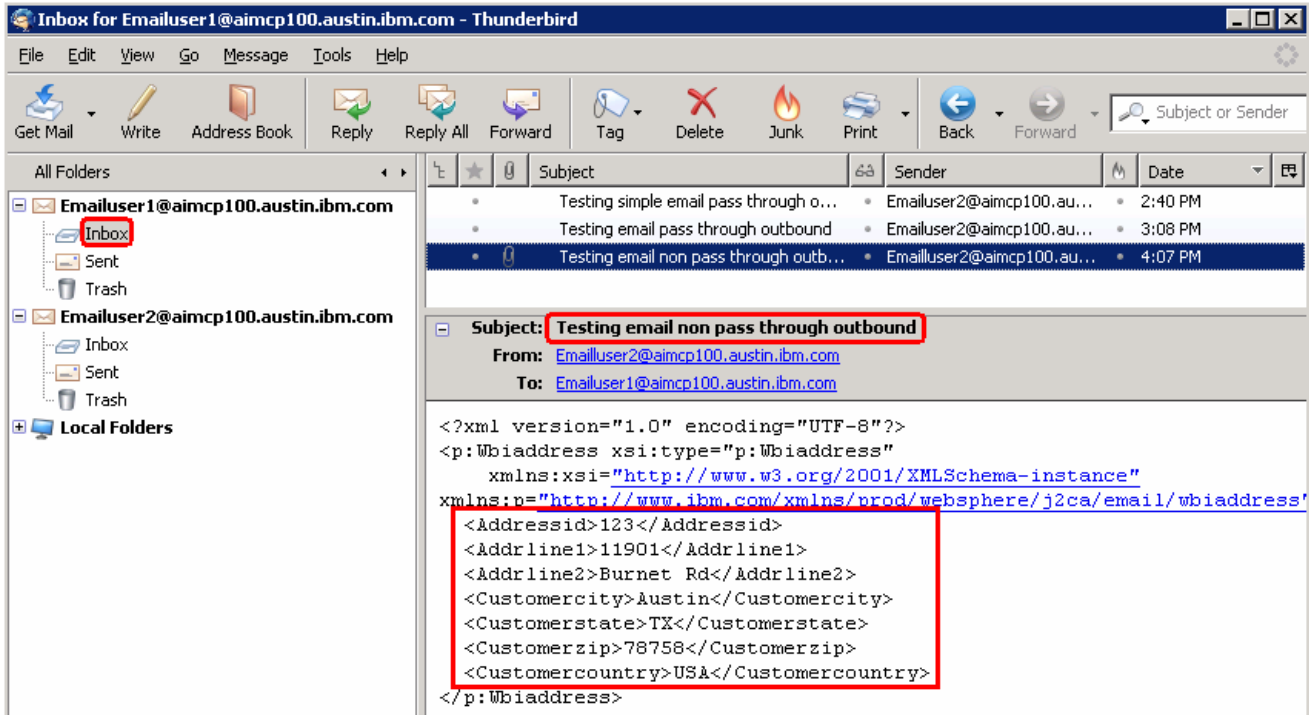 Inbox for Emailuser1@aimcp100.austin.ibm.com - Thunderbird
File Edit View Go Message Tools Help
Get Mail Write Address Book Reply Reply All Forward Tag Delete Junk Print Back Forward Subject or Sender
All Folders
Subject Sender Date
Emailuser1@aimcp100.austin.ibm.com
Inbox
Sent
Trash
Emailuser2@aimcp100.austin.ibm.com
Inbox
Sent
Trash
Local Folders
Testing simple email pass through o... Emailuser2@aimcp100.au... 2:40 PM
Testing email pass through outbound Emailuser2@aimcp100.au... 3:08 PM
Testing email non pass through outb... Emailluser2@aimcp100.au... 4:07 PM
Subject: Testing email non pass through outbound
From: Emailluser2@aimcp100.austin.ibm.com
To: Emailuser1@aimcp100.austin.ibm.com
<?xml version="1.0" encoding="UTF-8"?>
<p:Wbiaddress xsi:type="p:Wbiaddress"
xmlns:xsi="http://www.w3.org/2001/XMLSchema-instance"
xmlns:p="http://www.ibm.com/xmlns/prod/websphere/j2ca/email/wbiaddress"
<Addressid>123</Addressid>
<Addrline1>11901</Addrline1>
<Addrline2>Burnet Rd</Addrline2>
<Customercity>Austin</Customercity>
<Customerstate>TX</Customerstate>
<Customerzip>78758</Customerzip>
<Customercountry>USA</Customercountry>
</p:Wbiaddress>